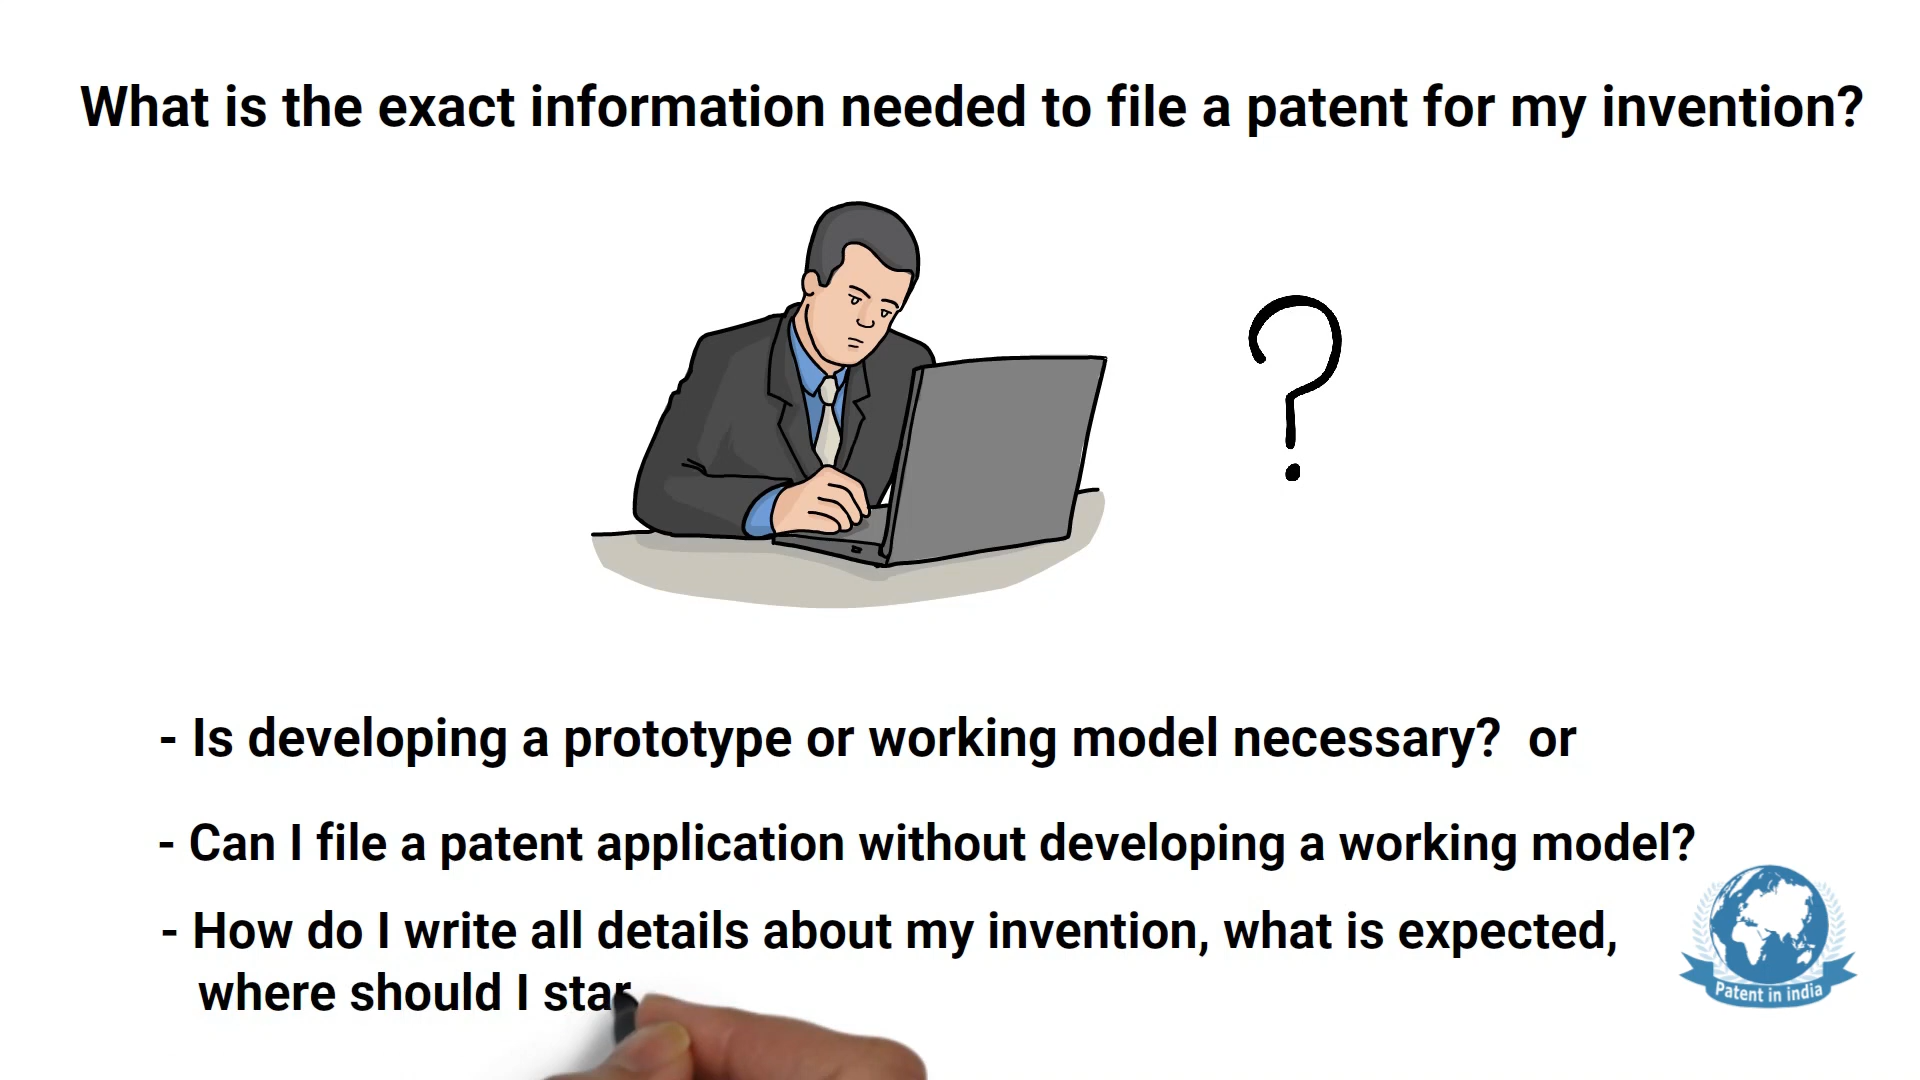 What is the exact information needed to file a patent for my invention?
?
- Is developing a prototype or working model necessary?  or
- Can I file a patent application without developing a working model?
- How do I write all details about my invention, what is expected,
where should I star
Patent in india